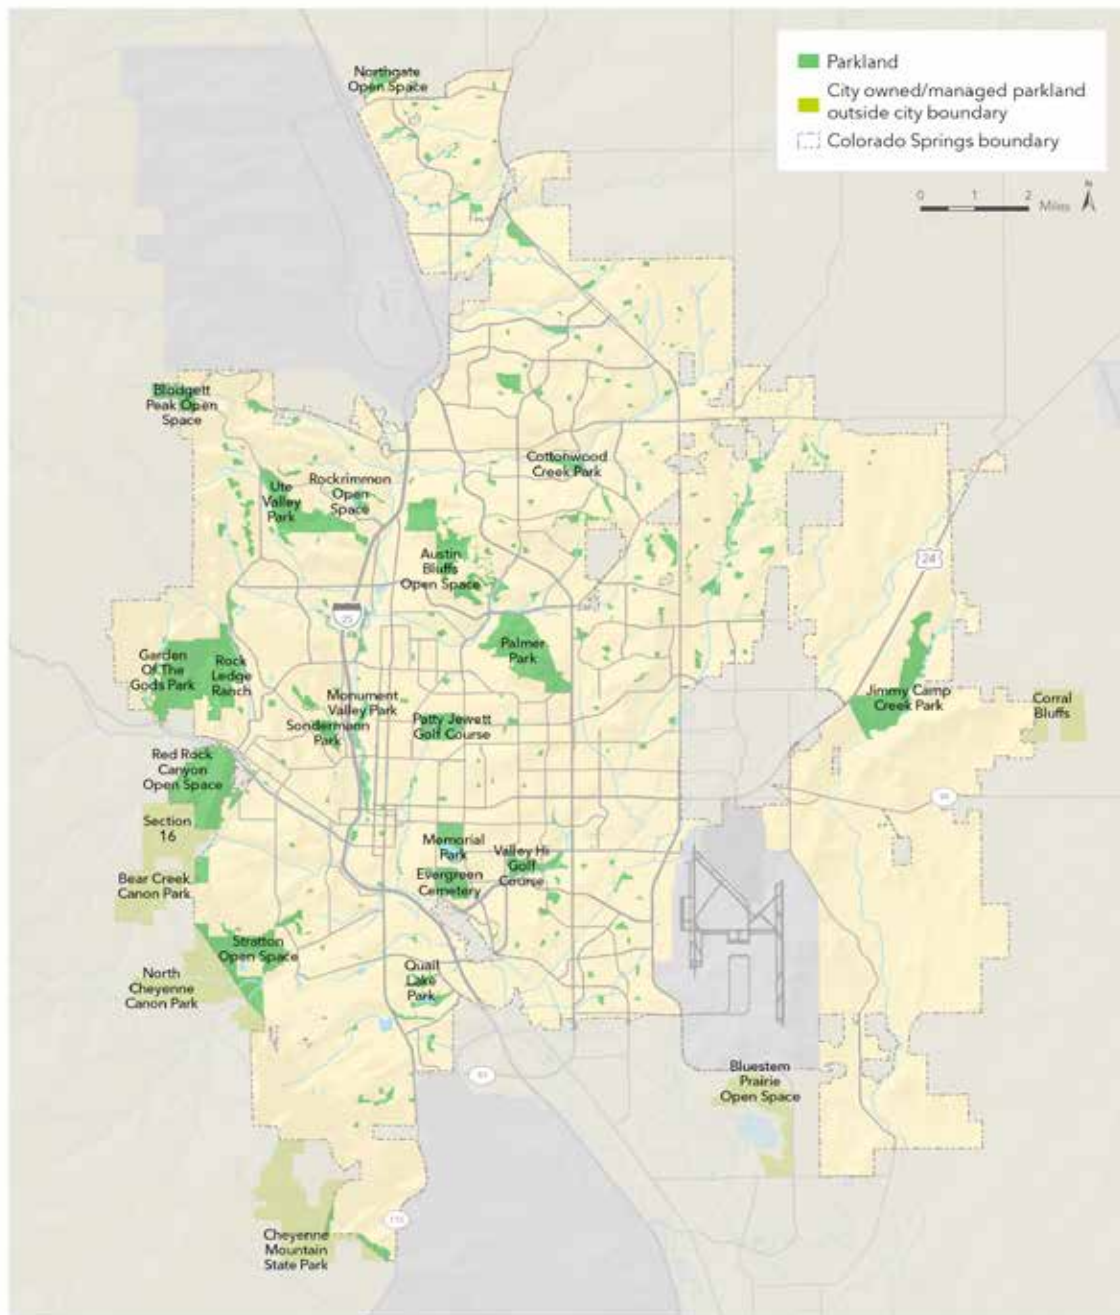 Northgate
Open Space
Parkland
City owned/managed parkland
outside city boundary
Colorado Springs boundary
0 1 2 Miles
N
Blodgett
Peak Open
Space
Cottonwood
Creek Park
Ute
Valley
Park
Rockrimmon
Open
Space
Austin
Bluffs
Open Space
24
25
Palmer
Park
Garden
Of The
Gods Park
Rock
Ledge
Ranch
Monument
Valley Park
Sondermann
Park
Patty Jewett
Golf Course
Jimmy Camp
Creek Park
Corral
Bluffs
Red Rock
Canyon
Open Space
94
Section
16
Memorial
Park
Valley Hi
Golf
Course
Evergreen
Cemetery
Bear Creek
Canon Park
Stratton
Open Space
North
Cheyenne
Canon Park
Quail
Lake
Park
Bluestem
Prairie
Open Space
115
Cheyenne
Mountain
State Park